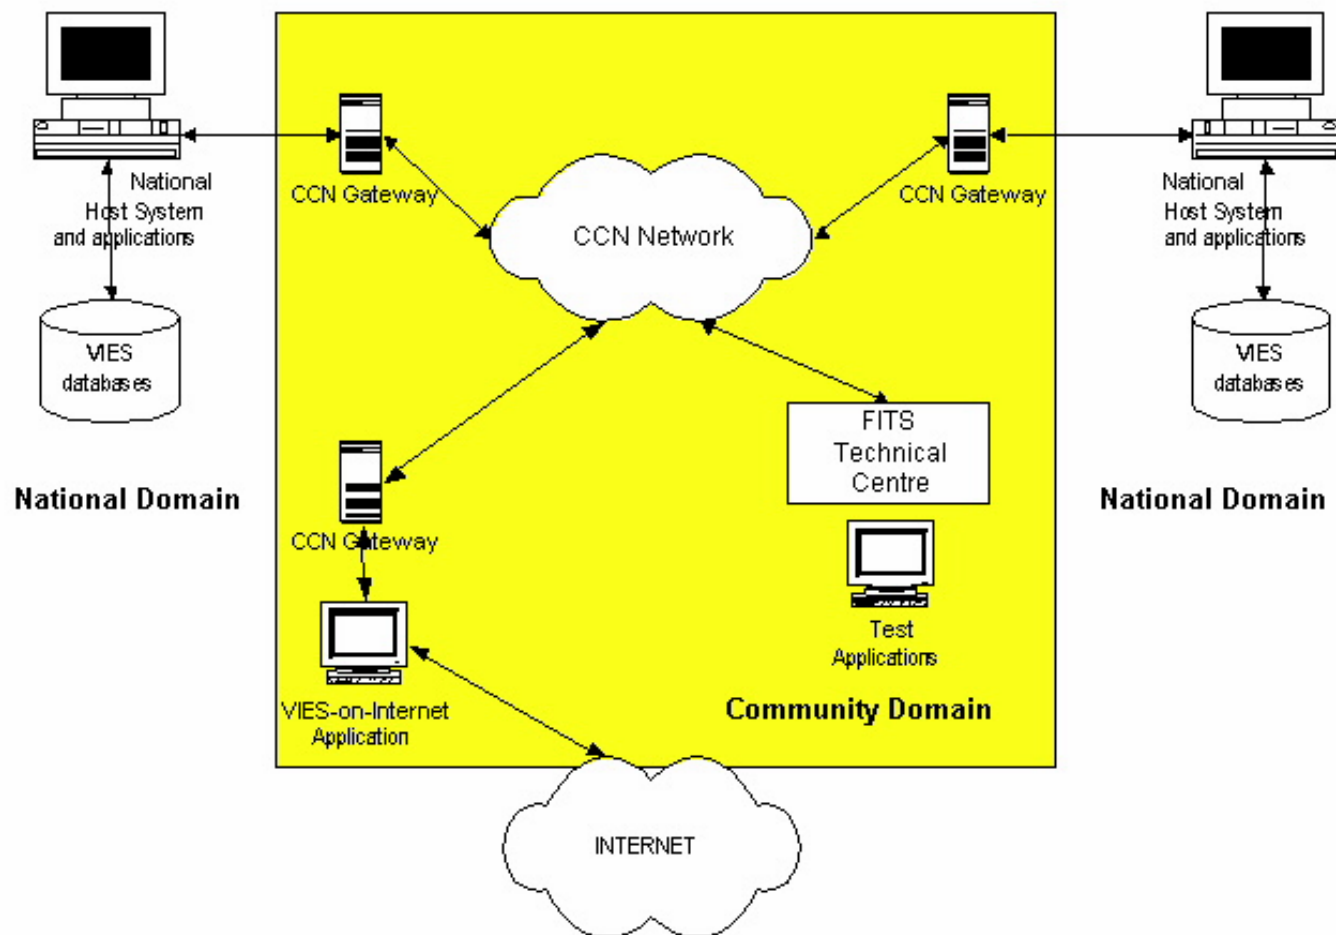 National
Host System
and applications
CCN Gateway
CCN Network
CCN Gateway
National
Host System
and applications
VIES
databases
VIES
databases
FITS
Technical
Centre
National Domain
National Domain
CCN Gateway
Test
Applications
VIES-on-Internet
Application
Community Domain
INTERNET